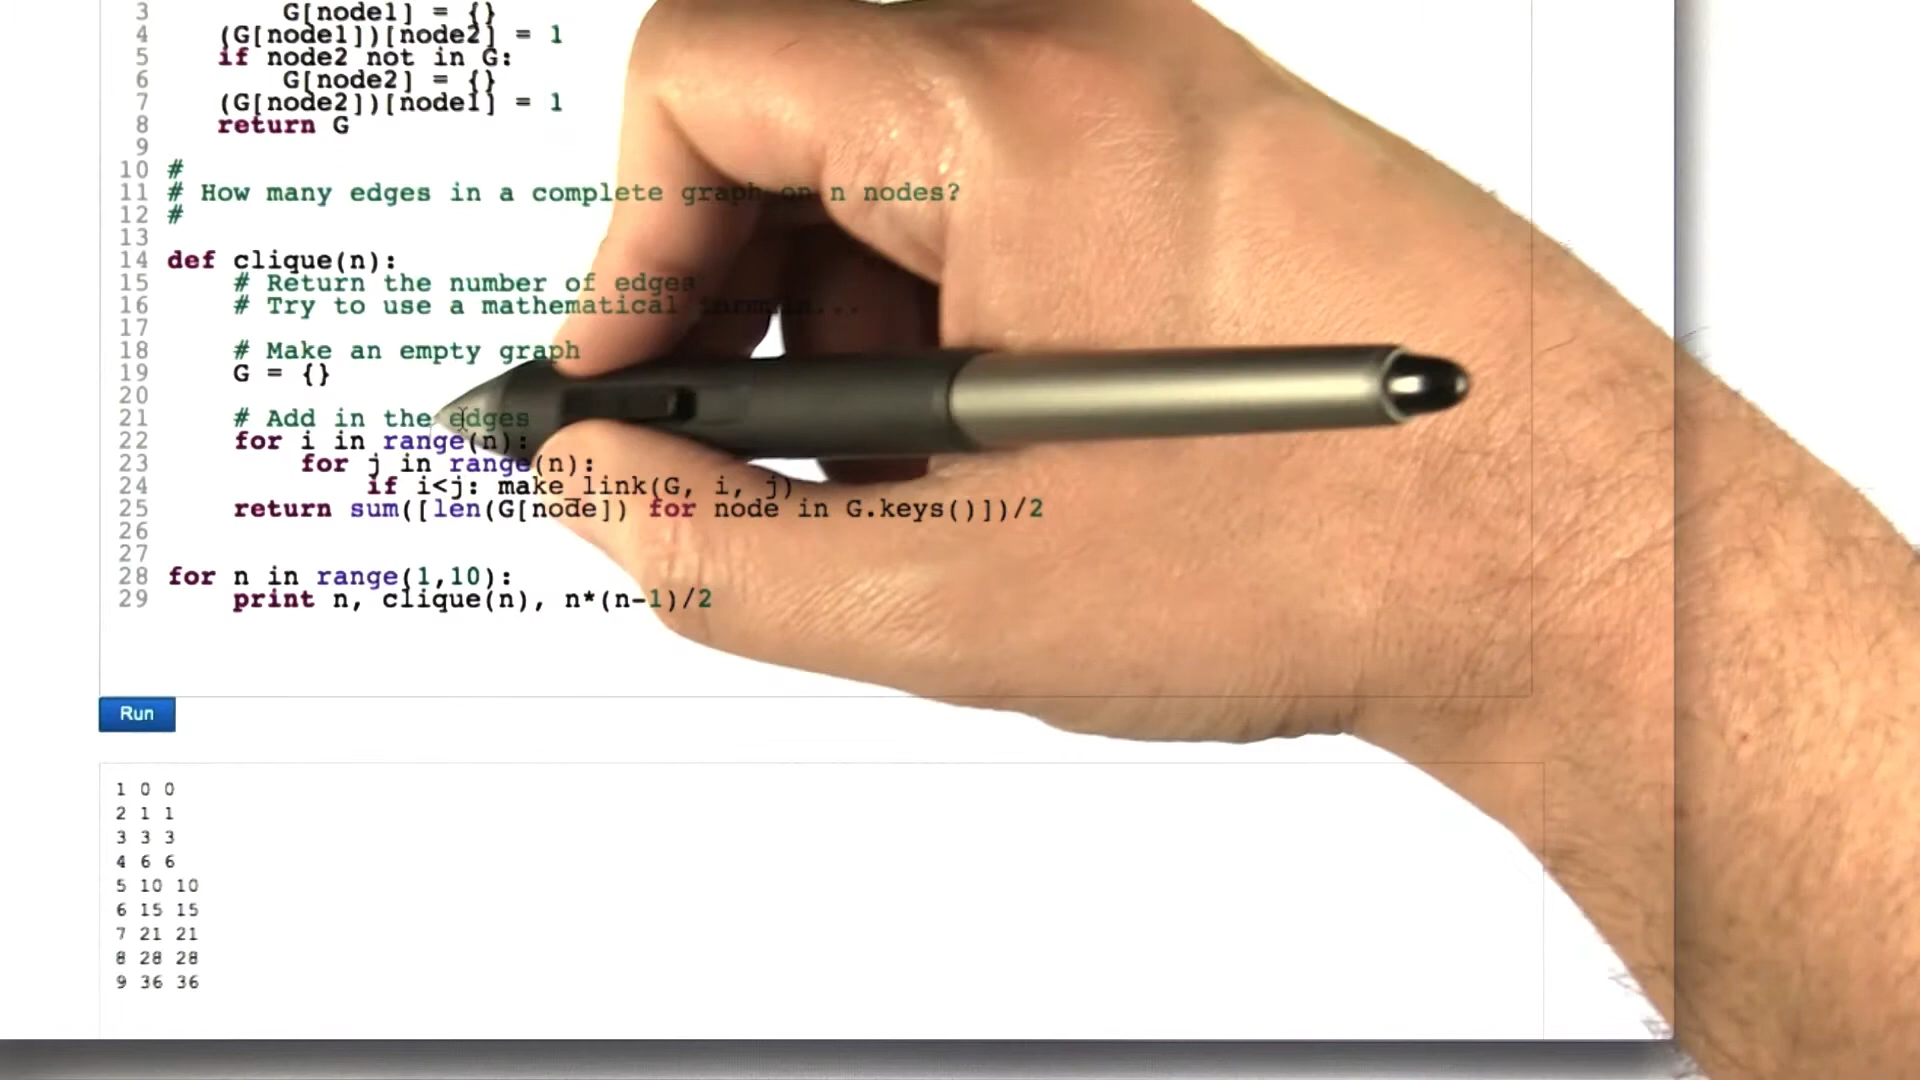 3 G[node1] = {}
4 (G[node1])[node2] = 1
5 if node2 not in G:
6 G[node2] = {}
7 (G[node2])[node1] = 1
8 return G
9
10 #
11 # How many edges in a complete graph on n nodes?
12 #
13
14 def clique(n):
15 # Return the number of edges
16 # Try to use a mathematical formula...
17
18 # Make an empty graph
19 G = {}
20
21 # Add in the edges
22 for i in range(n):
23 for j in range(n):
24 if i<j: make_link(G, i, j)
25 return sum([len(G[node]) for node in G.keys()])/2
26
27
28 for n in range(1,10):
29 print n, clique(n), n*(n-1)/2
Run
1 0 0
2 1 1
3 3 3
4 6 6
5 10 10
6 15 15
7 21 21
8 28 28
9 36 36